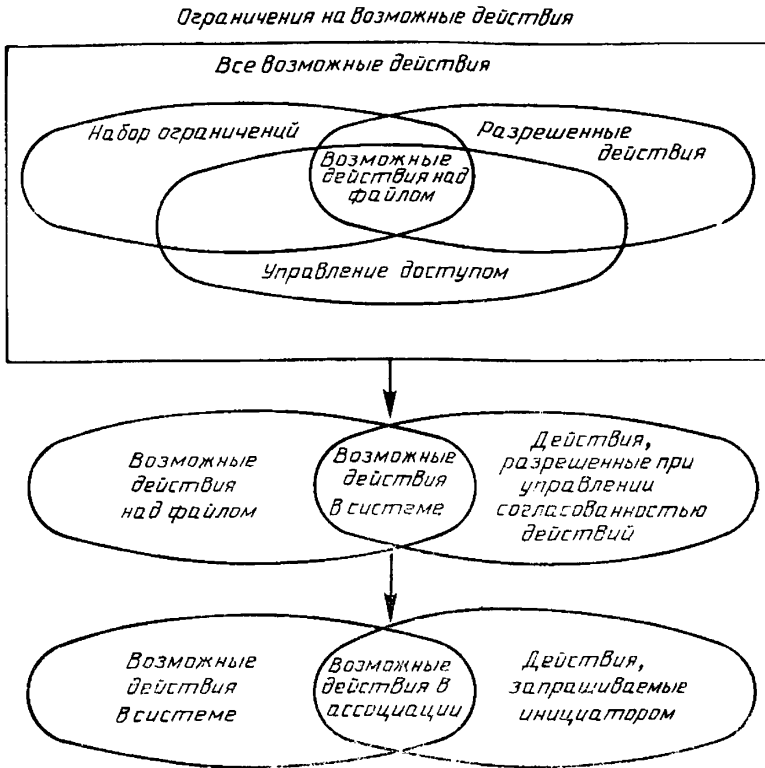 Ограничения на возможные действия
Все возможные действия
Набор ограничений
Разрешенные
действия
Возможные
действия над
файлом
Управление доступом
Возможные
действия
над файлом
Возможные
действия
в системе
Действия,
разрешенные при
управлении
согласованностью
действий
Возможные
действия
в системе
Возможные
действия в
ассоциации
Действия,
запрашиваемые
инициатором